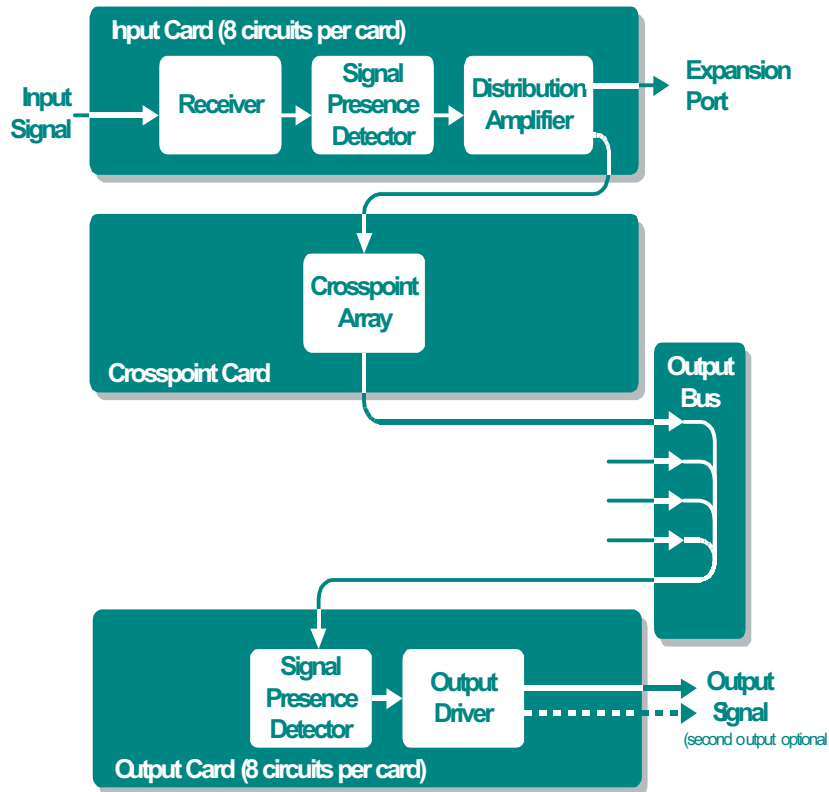 Input Card (8 circuits per card)
Input
Signal
Receiver
Signal
Presence
Detector
Distribution
Amplifier
Expansion
Port
Crosspoint
Array
Crosspoint Card
Output
Bus
Signal
Presence
Detector
Output
Driver
Output
Signal
(second output optional
Output Card (8 circuits per card)